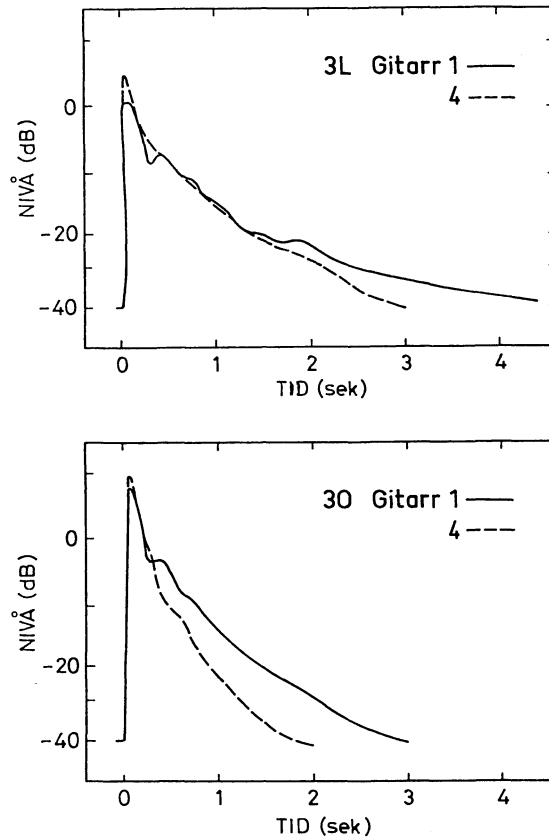 3L Gitarr 1
4
NIVÅ (dB)
0
-20
-40
0 1 2 3 4
TID (sek)
3O Gitarr 1
4
NIVÅ (dB)
0
-20
-40
0 1 2 3 4
TID (sek)